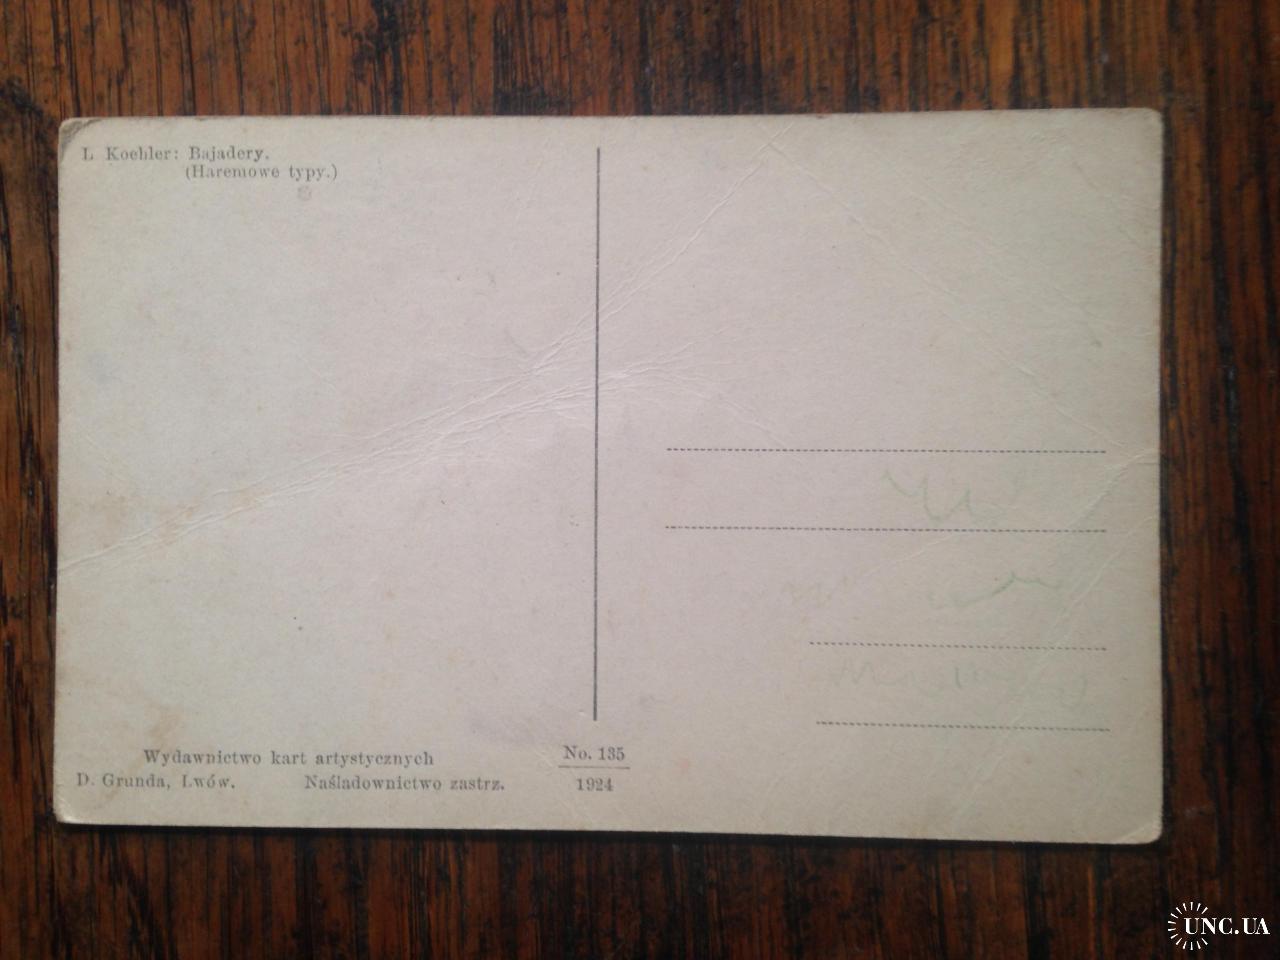 L Koehler: Bajadery.
(Haremowe typy.)
Wydawnictwo kart artystycznych
D. Grunda, Lwów. Naśladownictwo zastrz.
No. 135
1924
UNC.UA